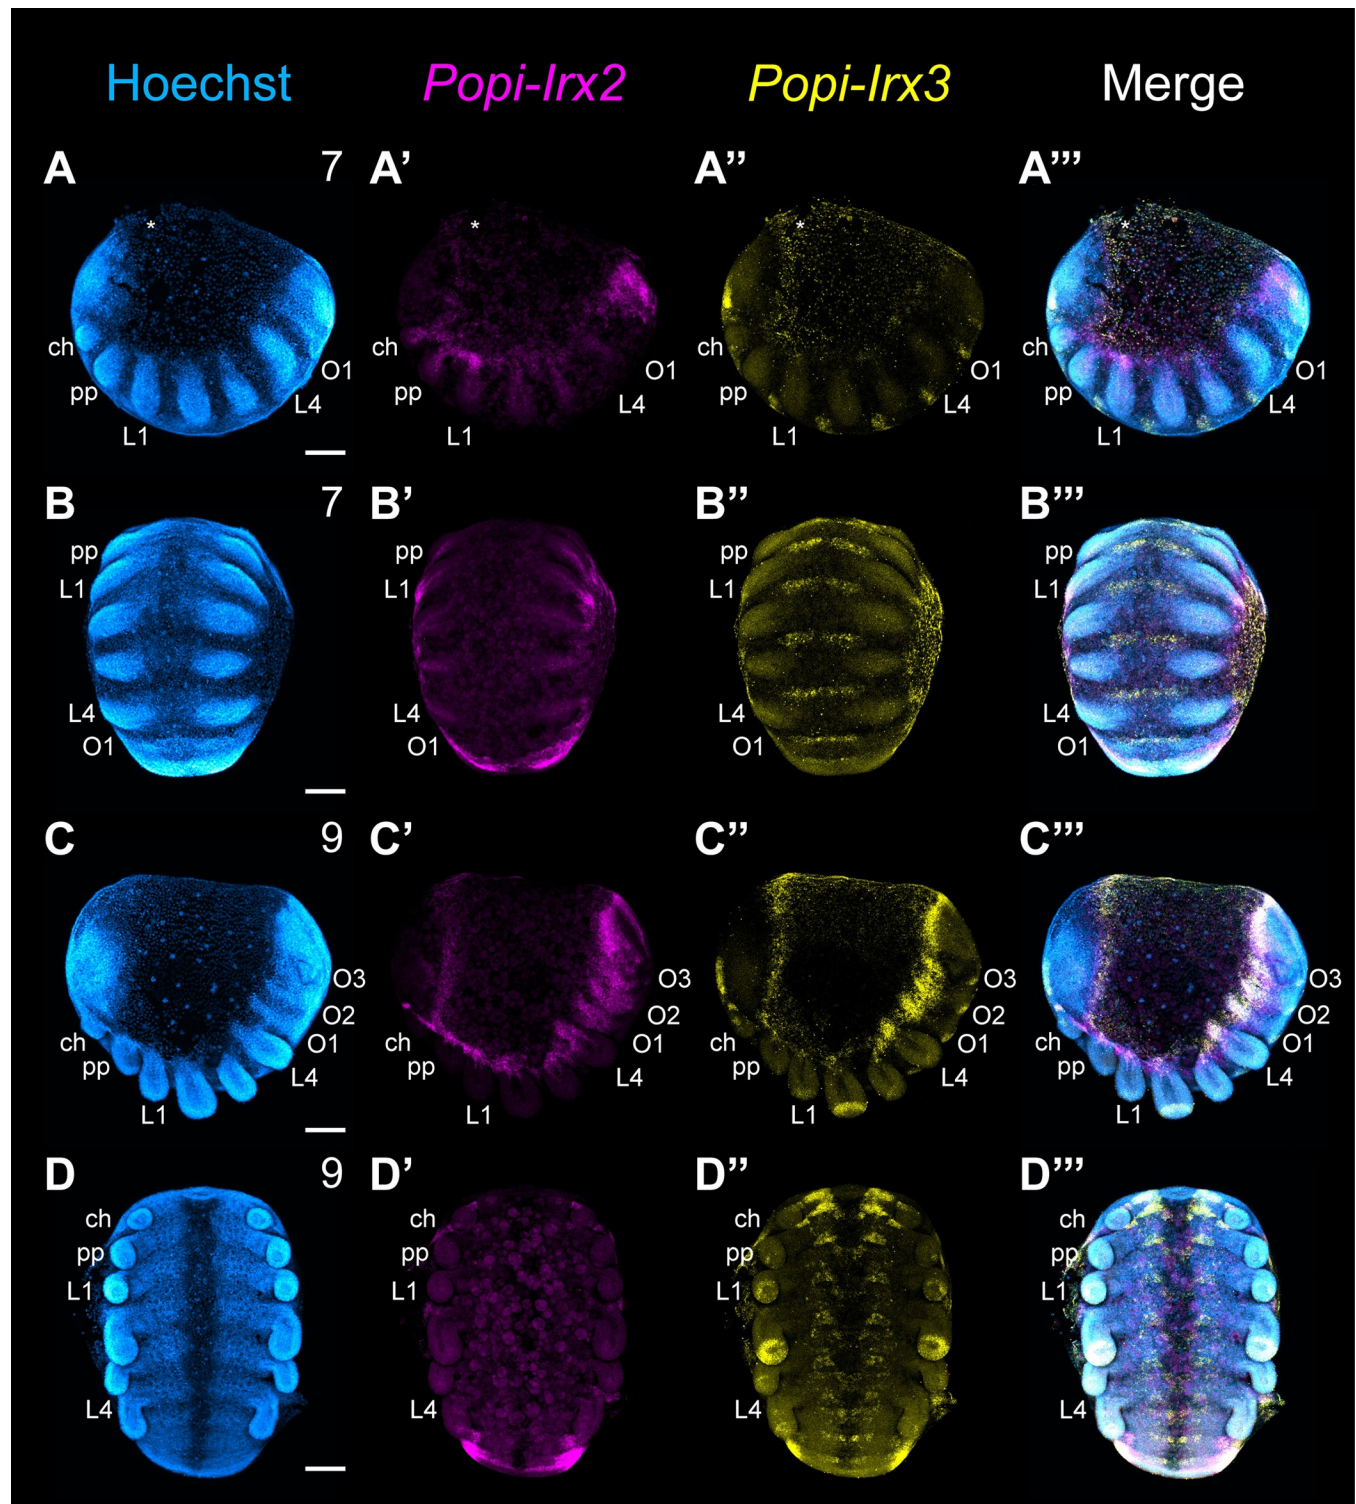 Hoechst Popi-Irx2 Popi-Irx3 Merge
A 7 A’ A’’ A’’’
* * * *
ch ch ch ch
O1 O1 O1 O1
pp pp pp pp
L4 L4 L4 L4
L1 L1 L1 L1
B 7 B’ B’’ B’’’
pp pp pp pp
L1 L1 L1 L1
L4 L4 L4 L4
O1 O1 O1 O1
C 9 C’ C’’ C’’’
O3 O3 O3 O3
O2 O2 O2 O2
ch O1 ch O1 ch O1 ch O1
pp pp pp pp
L4 L4 L4 L4
L1 L1 L1 L1
D 9 D’ D’’ D’’’
ch ch ch ch
pp pp pp pp
L1 L1 L1 L1
L4 L4 L4 L4